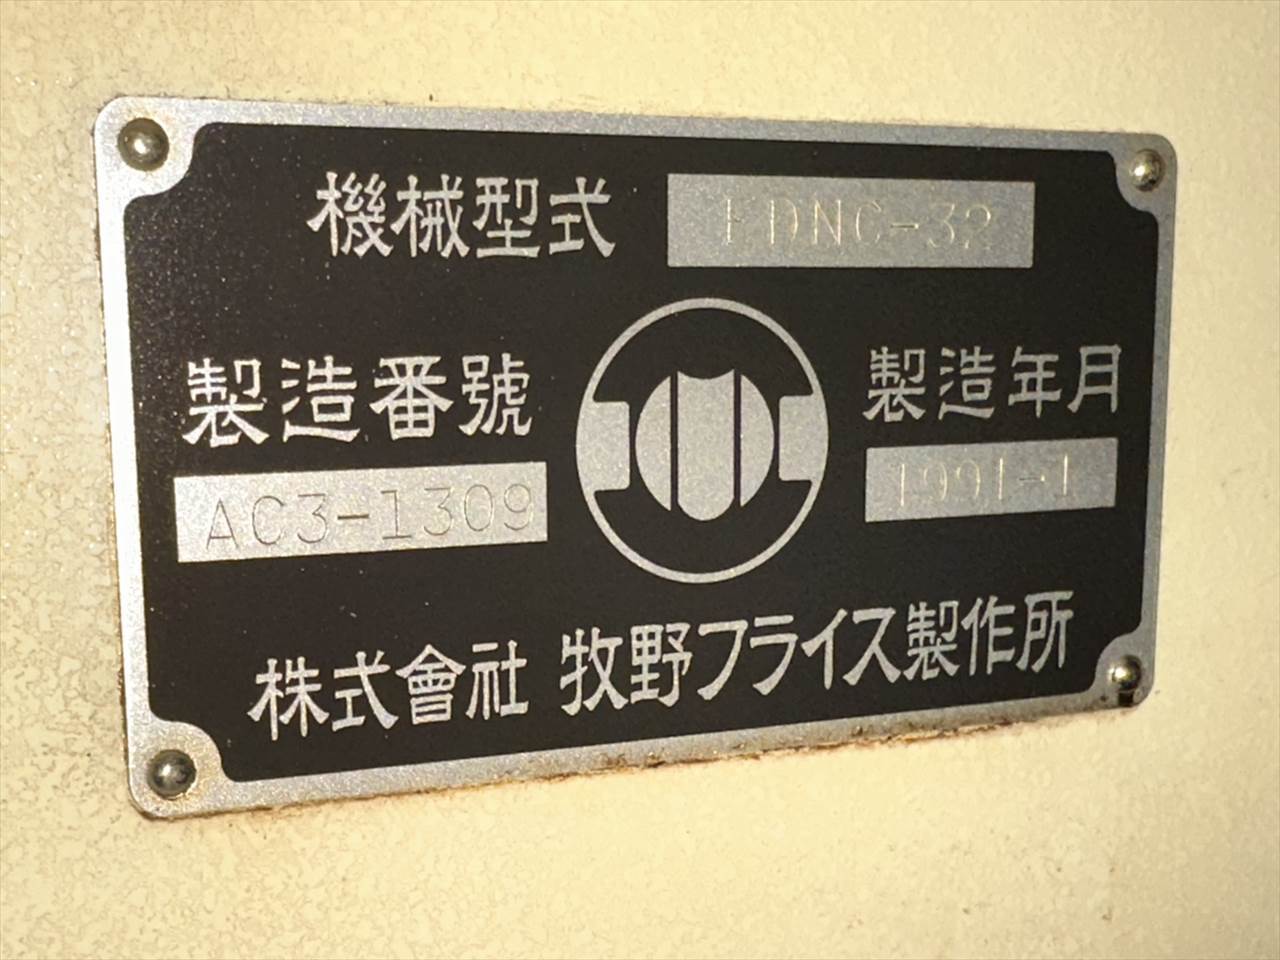 機械型式 EDNC-32
製造番號 製造年月
AC3-1309 1991-1
株式會社 牧野フライス製作所